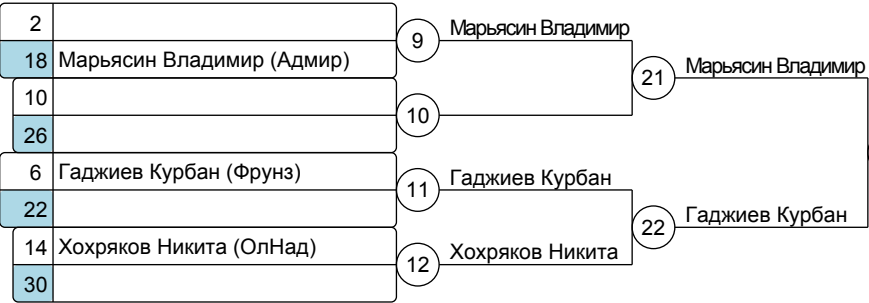 2
18 Марьясин Владимир (Адмир)
9 Марьясин Владимир
21 Марьясин Владимир
10
26
10
6 Гаджиев Курбан (Фрунз)
22
11 Гаджиев Курбан
22 Гаджиев Курбан
14 Хохряков Никита (ОлНад)
30
12 Хохряков Никита